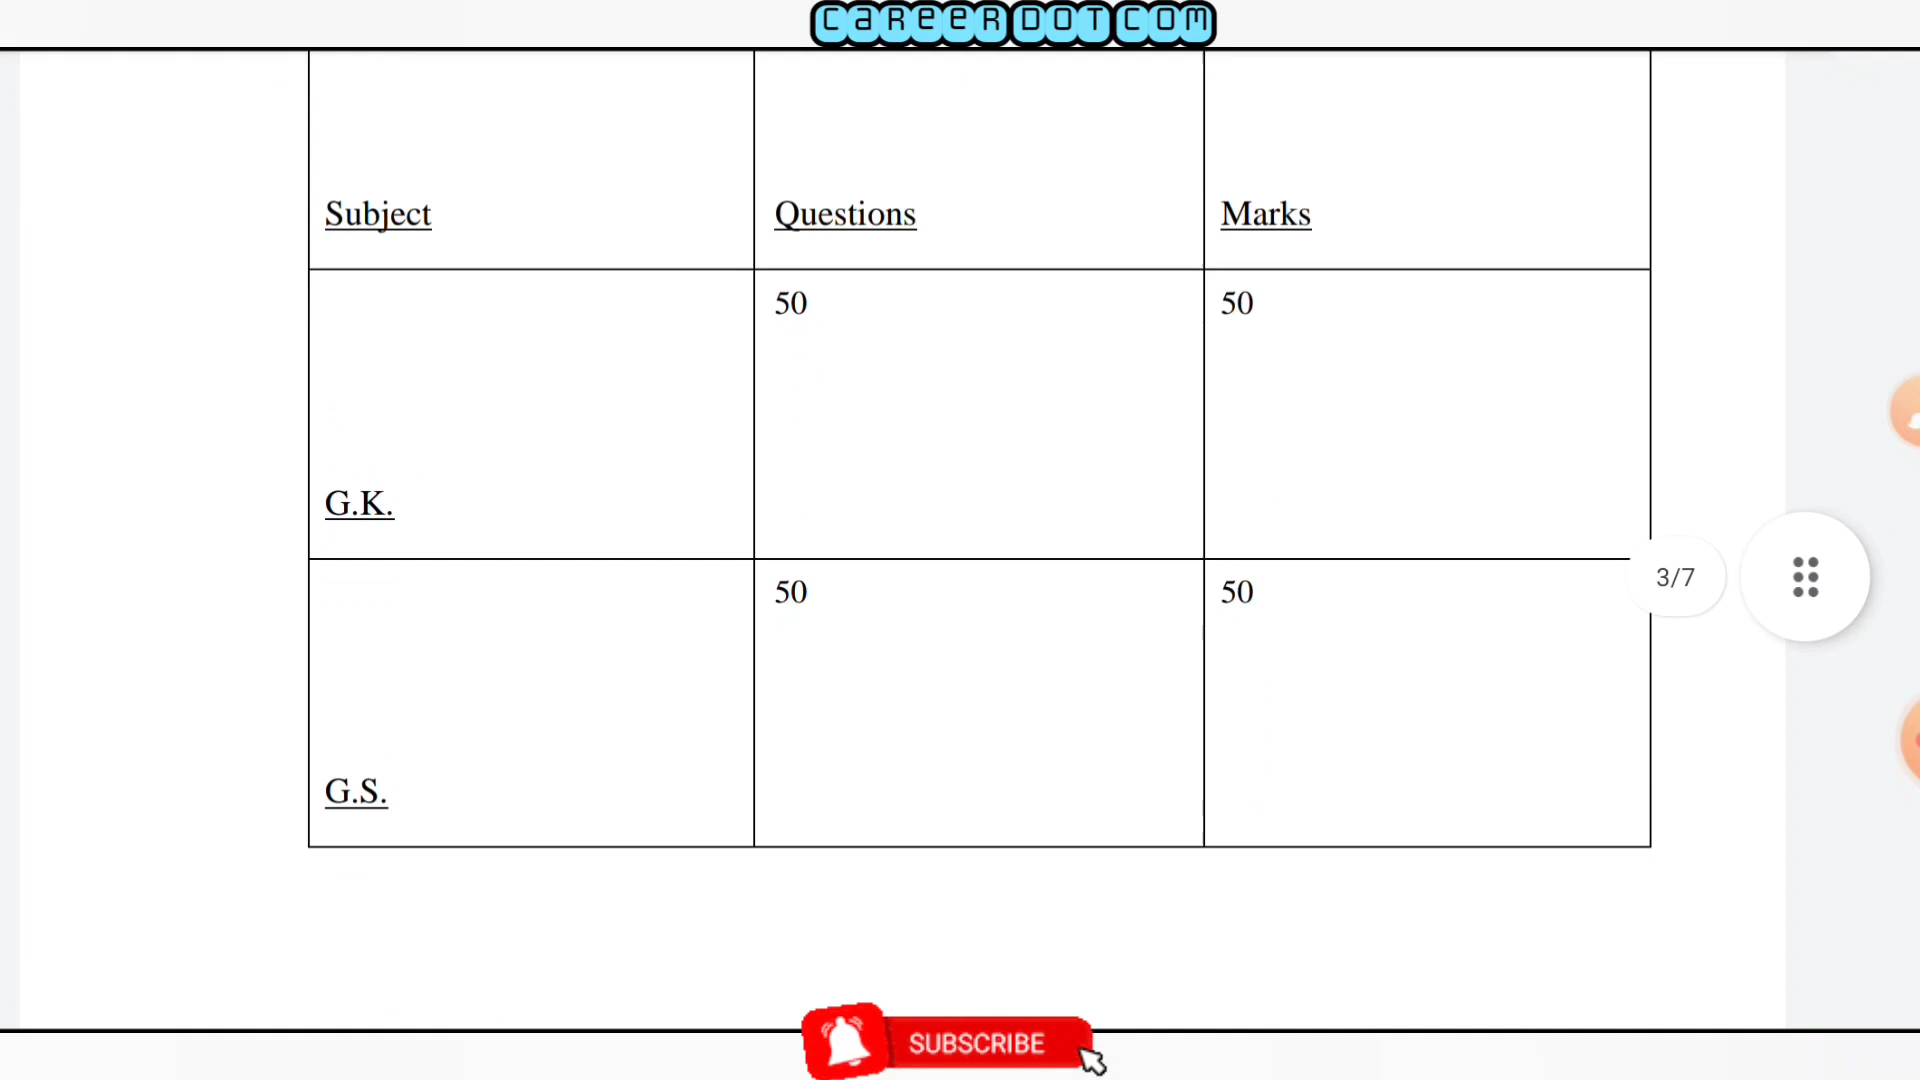 CaReeR DOT COM
Subject Questions Marks
50 50
G.K.
50 50
G.S.
3/7
SUBSCRIBE